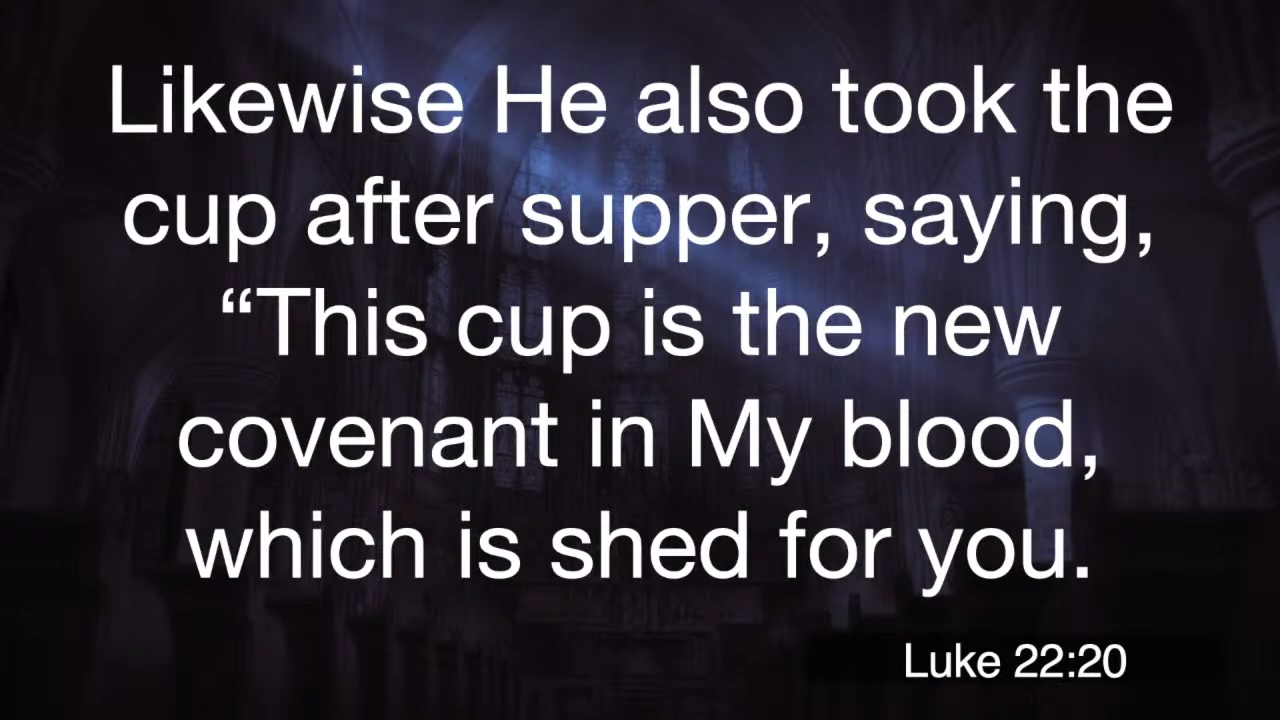 Likewise He also took the
cup after supper, saying,
“This cup is the new
covenant in My blood,
which is shed for you.
Luke 22:20